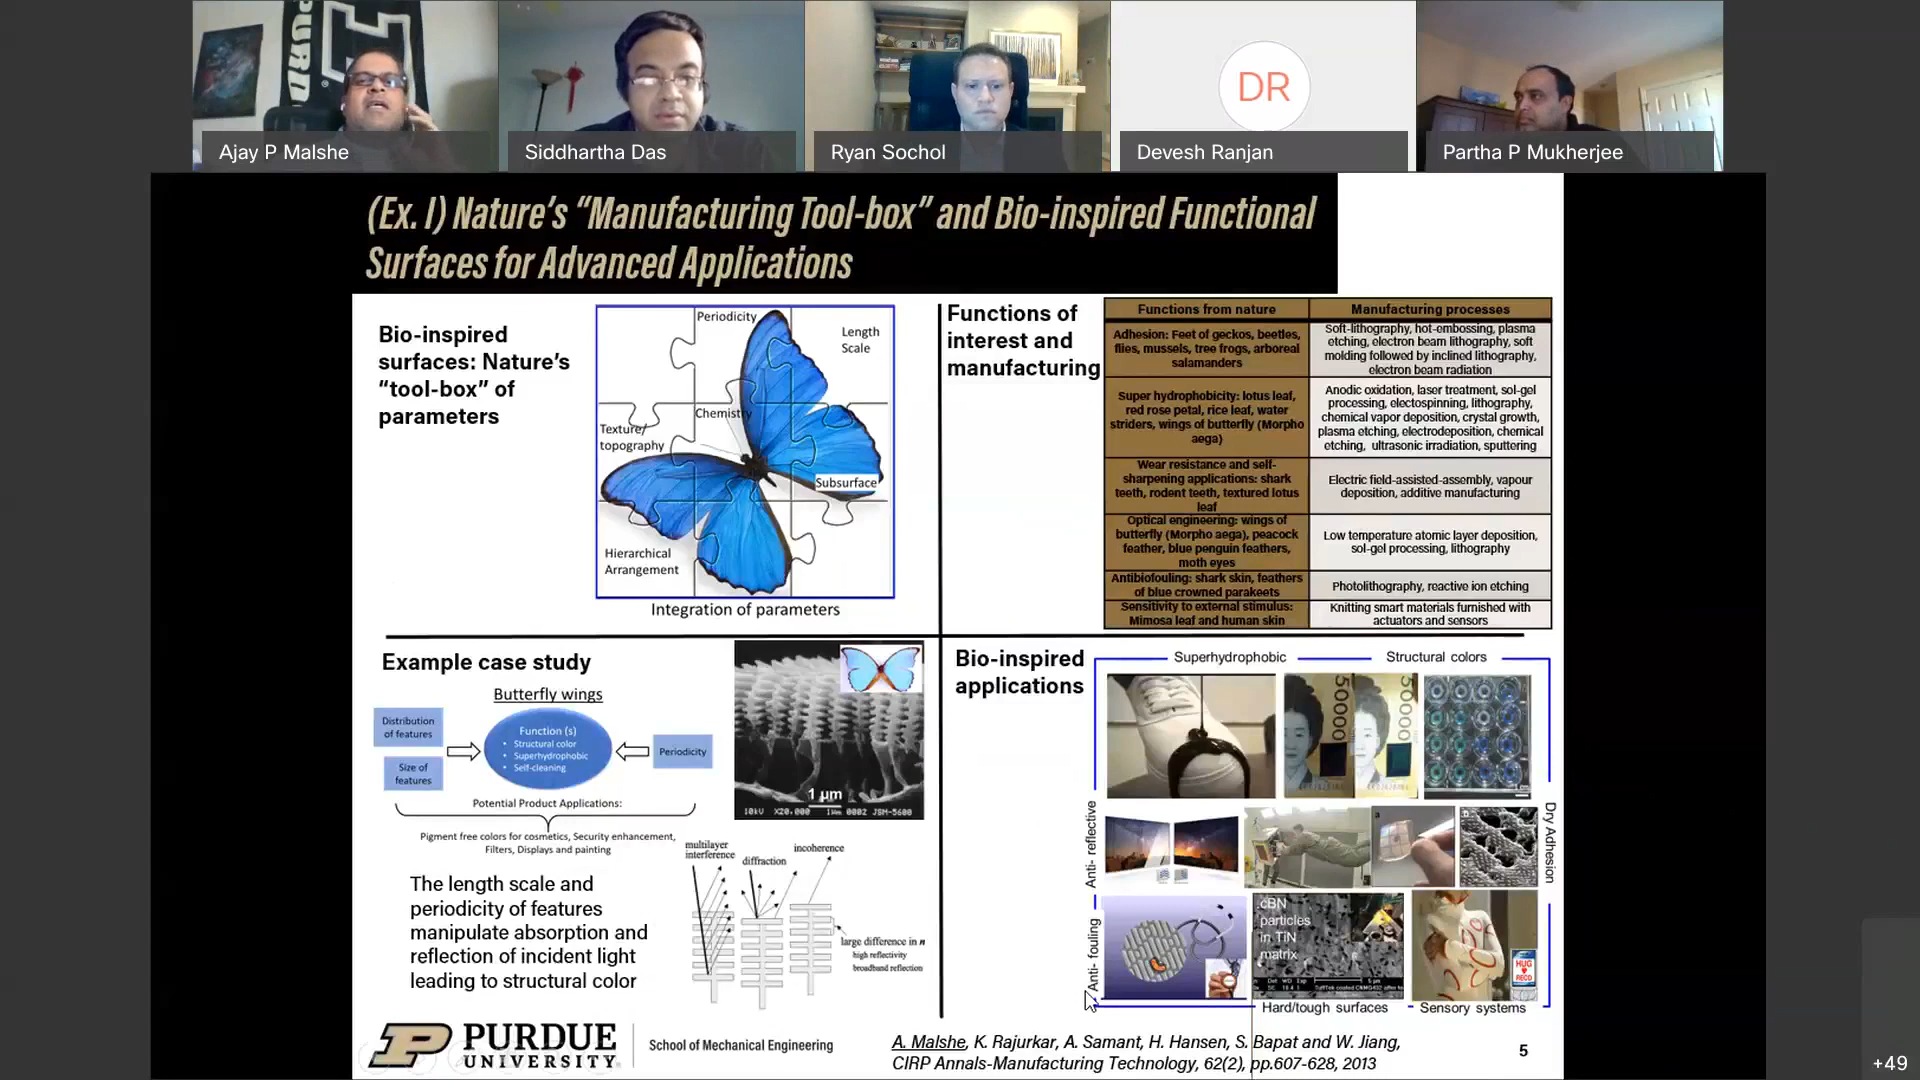 PURD
DR
Ajay P Malshe
Siddhartha Das
Ryan Sochol
Devesh Ranjan
Partha P Mukherjee
(Ex. I) Nature's “Manufacturing Tool-box” and Bio-inspired Functional
Surfaces for Advanced Applications
Bio-inspired
surfaces: Nature's
“tool-box” of
parameters
Periodicity
Length
Scale
Chemistry
Texture/
topography
Subsurface
Hierarchical
Arrangement
Integration of parameters
Functions of
interest and
manufacturing
Functions from nature
Manufacturing processes
Adhesion: Feet of geckos, beetles,
flies, mussels, tree frogs, arboreal
salamanders
Soft-lithography, hot-embossing, plasma
etching, electron beam lithography, soft
molding followed by inclined lithography,
electron beam radiation
Super hydrophobicity: lotus leaf,
red rose petal, rice leaf, water
striders, wings of butterfly (Morpho
aega)
Anodic oxidation, laser treatment, sol-gel
processing, electospinning, lithography,
chemical vapor deposition, crystal growth,
plasma etching, electrodeposition, chemical
etching, ultrasonic irradiation, sputtering
Wear resistance and self-
sharpening applications: shark
teeth, rodent teeth, textured lotus
leaf
Electric field-assisted-assembly, vapour
deposition, additive manufacturing
Optical engineering: wings of
butterfly (Morpho aega), peacock
feather, blue penguin feathers,
moth eyes
Low temperature atomic layer deposition,
sol-gel processing, lithography
Antibiofouling: shark skin, feathers
of blue crowned parakeets
Photolithography, reactive ion etching
Sensitivity to external stimulus:
Mimosa leaf and human skin
Knitting smart materials furnished with
actuators and sensors
Example case study
Butterfly wings
Distribution
of features
Size of
features
Function (s)
• Structural color
• Superhydrophobic
• Self-cleaning
Periodicity
Potential Product Applications:
Pigment free colors for cosmetics, Security enhancement,
Filters, Displays and painting
1 µm
10kV X20,000 1µm 0002 JSM-5600
multilayer
interference
diffraction
incoherence
large difference in n
high reflectivity
broadband reflection
The length scale and
periodicity of features
manipulate absorption and
reflection of incident light
leading to structural color
Bio-inspired
applications
Superhydrophobic
Structural colors
50000
50000
Anti- reflective
Dry Adhesion
Anti- fouling
cBN
particles
in TiN
matrix
HUG
RECD
Hard/tough surfaces
Sensory systems
PURDUE
UNIVERSITY
School of Mechanical Engineering
A. Malshe, K. Rajurkar, A. Samant, H. Hansen, S. Bapat and W. Jiang,
CIRP Annals-Manufacturing Technology, 62(2), pp.607-628, 2013
5
+49